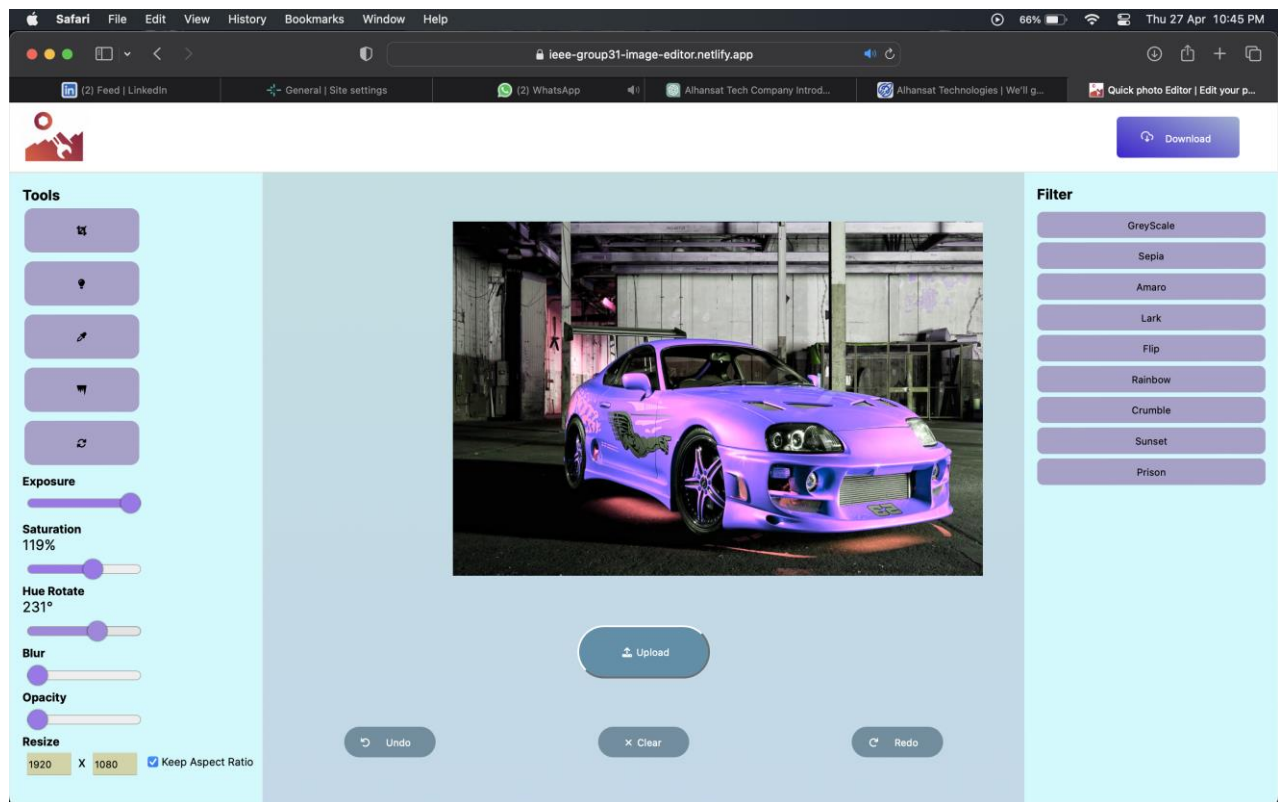 Safari File Edit View History Bookmarks Window Help 66% Thu 27 Apr 10:45 PM
ieee-group31-image-editor.netlify.app
(2) Feed | LinkedIn
General | Site settings
(2) WhatsApp
Alhansat Tech Company Introd...
Alhansat Technologies | We'll g...
Quick photo Editor | Edit your p...
Download
Tools
Exposure
Saturation
119%
Hue Rotate
231°
Blur
Opacity
Resize
1920 X 1080 Keep Aspect Ratio
Upload
Undo
× Clear
Redo
Filter
GreyScale
Sepia
Amaro
Lark
Flip
Rainbow
Crumble
Sunset
Prison